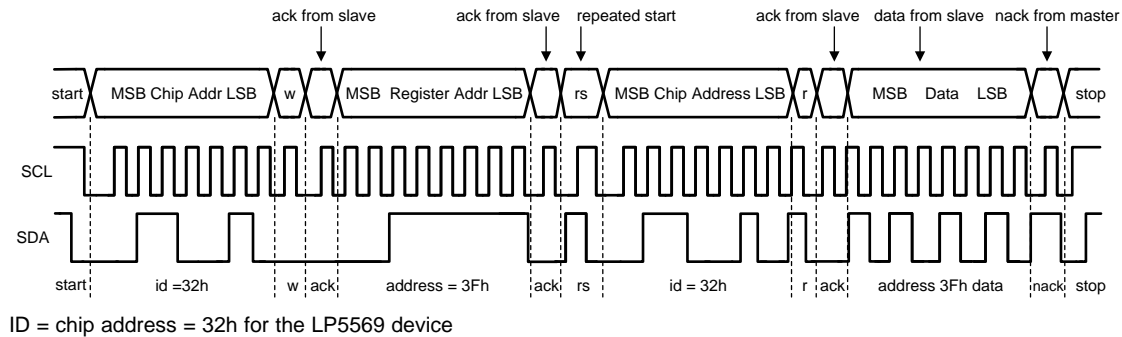 ack from slave ack from slave repeated start ack from slave data from slave nack from master
start MSB Chip Addr LSB w MSB Register Addr LSB rs MSB Chip Address LSB r MSB Data LSB stop
SCL
SDA
start id =32h w ack address = 3Fh ack rs id = 32h r ack address 3Fh data nack stop
ID = chip address = 32h for the LP5569 device